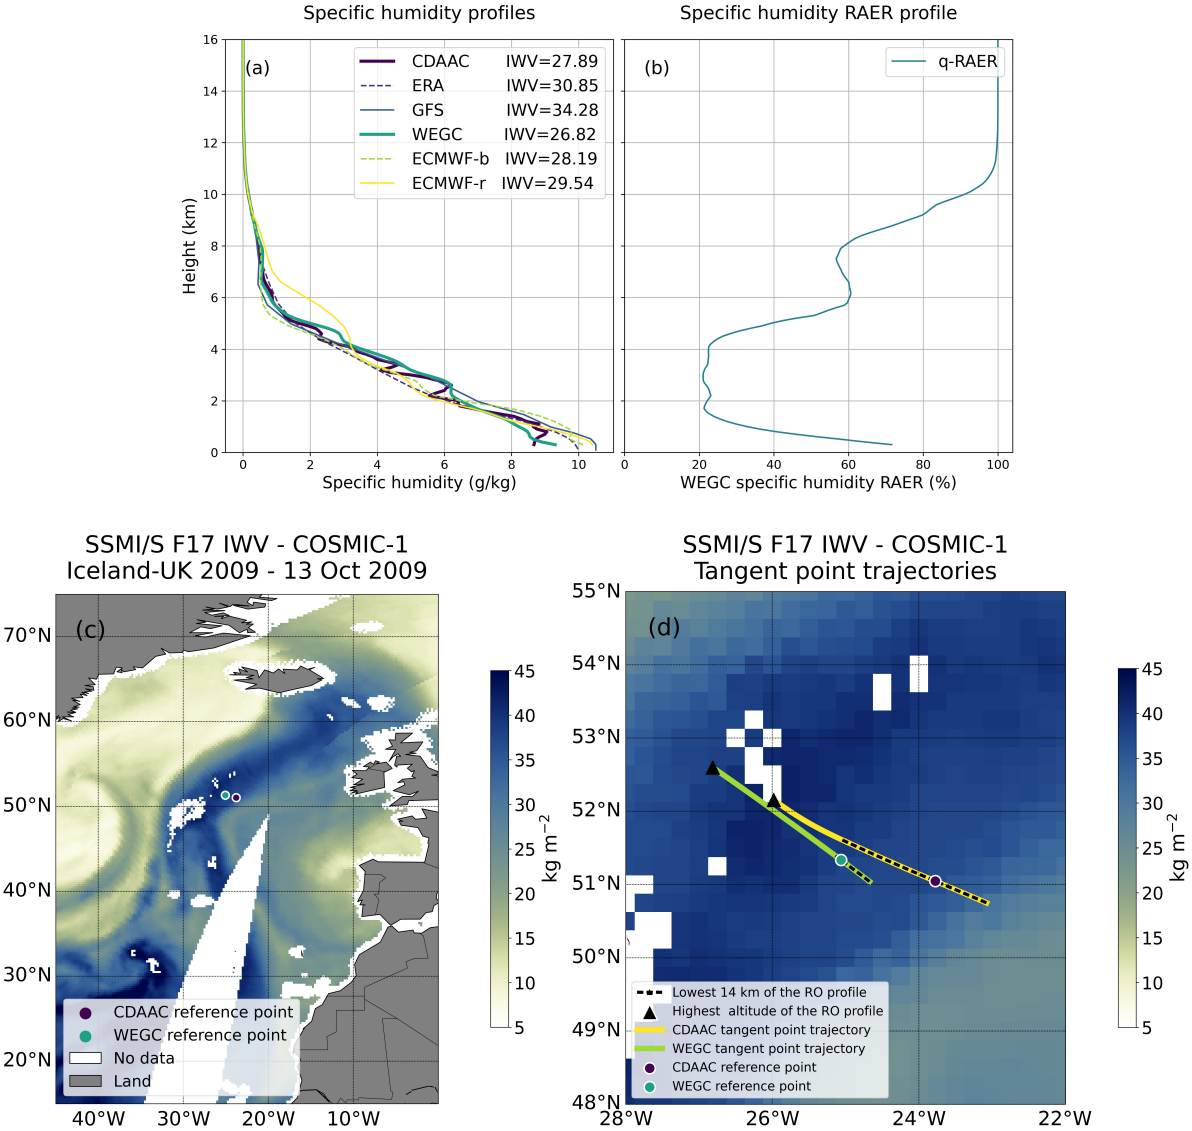 Specific humidity profiles
(a)
CDAAC IWV=27.89
ERA IWV=30.85
GFS IWV=34.28
WEGC IWV=26.82
ECMWF-b IWV=28.19
ECMWF-r IWV=29.54
16
14
12
10
8
6
4
2
0
Height (km)
0 2 4 6 8 10
Specific humidity (g/kg)
Specific humidity RAER profile
(b)
q-RAER
0 20 40 60 80 100
WEGC specific humidity RAER (%)
SSMI/S F17 IWV - COSMIC-1
Iceland-UK 2009 - 13 Oct 2009
(c)
70°N
60°N
50°N
40°N
30°N
20°N
CDAAC reference point
WEGC reference point
No data
Land
40°W 30°W 20°W 10°W
45
40
35
30
25
20
15
10
5
kg m−2
SSMI/S F17 IWV - COSMIC-1
Tangent point trajectories
(d)
55°N
54°N
53°N
52°N
51°N
50°N
49°N
48°N
Lowest 14 km of the RO profile
Highest altitude of the RO profile
CDAAC tangent point trajectory
WEGC tangent point trajectory
CDAAC reference point
WEGC reference point
28°W 26°W 24°W 22°W
45
40
35
30
25
20
15
10
5
kg m−2